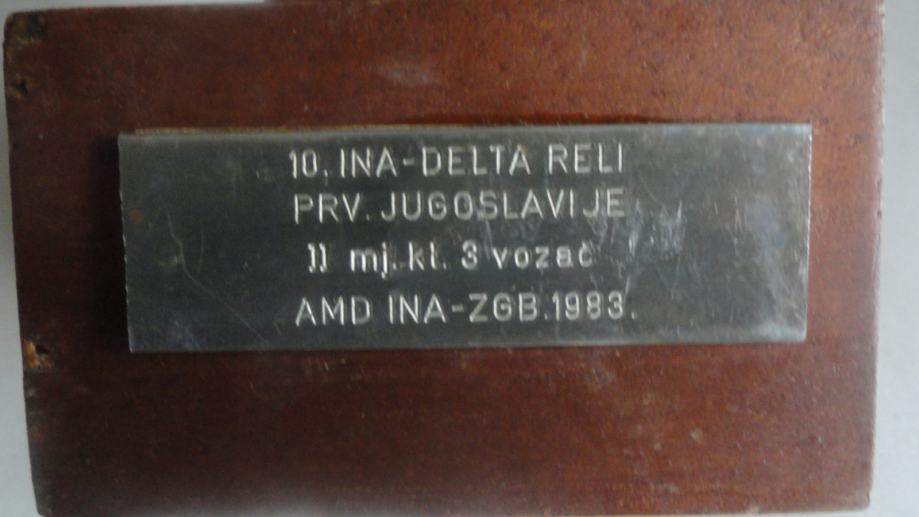 10. INA-DELTA RELI
PRV. JUGOSLAVIJE
II mj. kl. 3 vozač
AMD INA-ZGB. 1983.